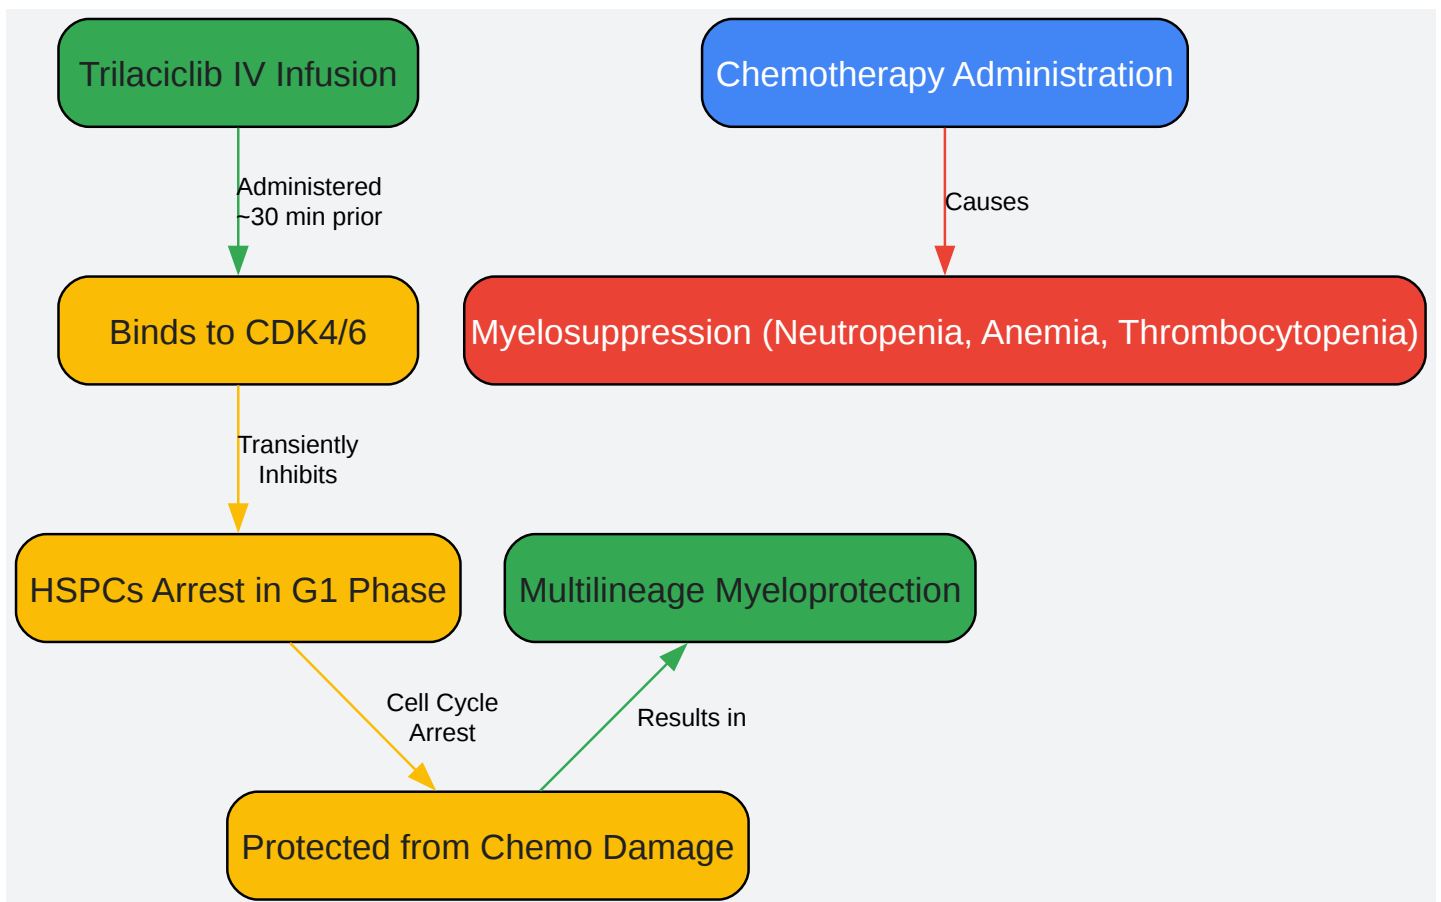 Trilaciclib IV Infusion
Chemotherapy Administration
Administered
~30 min prior
Causes
Binds to CDK4/6
Myelosuppression (Neutropenia, Anemia, Thrombocytopenia)
Transiently
Inhibits
HSPCs Arrest in G1 Phase
Multilineage Myeloprotection
Cell Cycle
Arrest
Results in
Protected from Chemo Damage